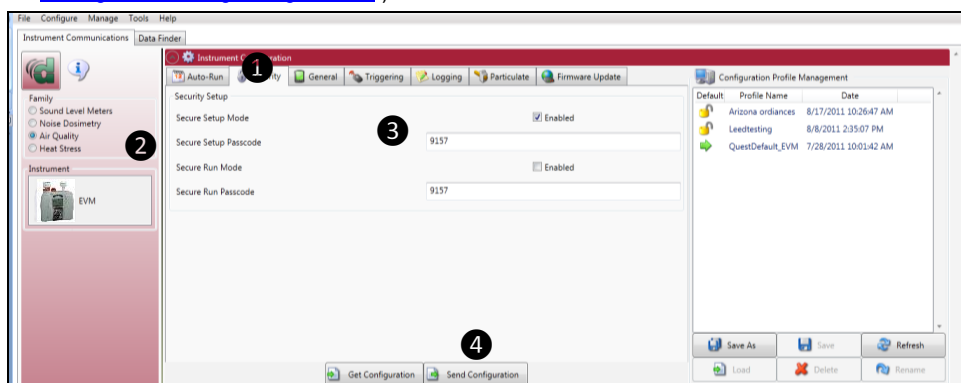 File Configure Manage Tools Help
Instrument Communications Data Finder
Instrument Configuration
1
Auto-Run General Triggering Logging Particulate Firmware Update
Configuration Profile Management
Family
Sound Level Meters
Noise Dosimetry
Air Quality
Heat Stress
2
Instrument
EVM
Security Setup
Secure Setup Mode Enabled
3
Secure Setup Passcode 9157
Secure Run Mode Enabled
Secure Run Passcode 9157
4
Get Configuration Send Configuration
Default Profile Name Date
Arizona ordiances 8/17/2011 10:26:47 AM
Leedtesting 8/8/2011 2:35:07 PM
QuestDefault_EVM 7/28/2011 10:01:42 AM
Save As Save Refresh
Load Delete Rename